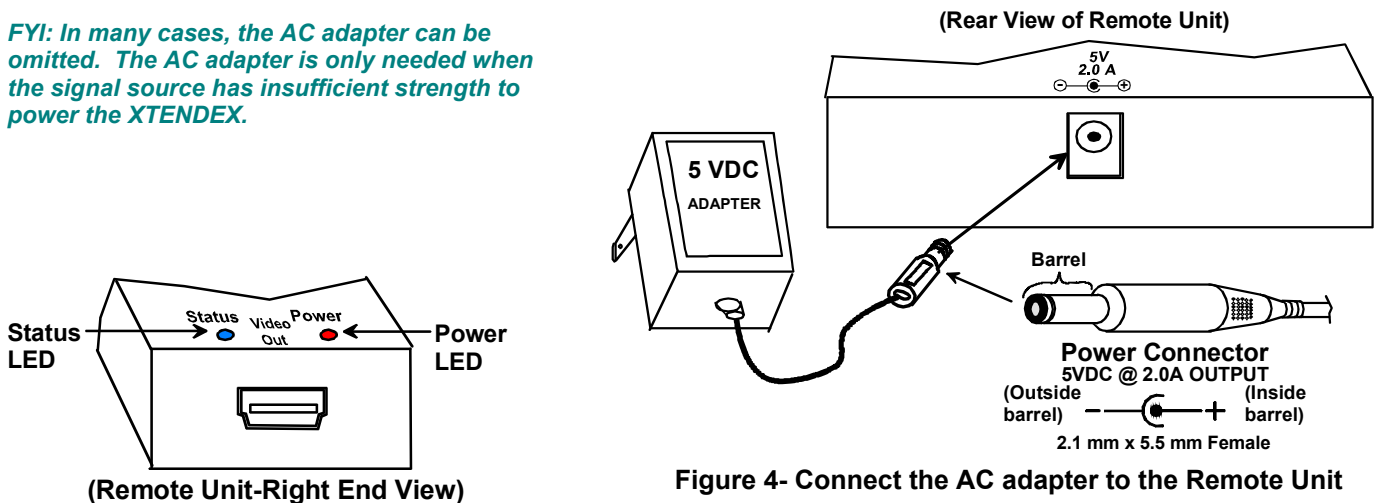 FYI: In many cases, the AC adapter can be
omitted. The AC adapter is only needed when
the signal source has insufficient strength to
power the XTENDEX.
(Rear View of Remote Unit)
5V
2.0 A
5 VDC
ADAPTER
Barrel
Power Connector
5VDC @ 2.0A OUTPUT
(Outside
barrel)
- +
(Inside
barrel)
2.1 mm x 5.5 mm Female
Status
LED
Status
Video
Out
Power
Power
LED
(Remote Unit-Right End View)
Figure 4- Connect the AC adapter to the Remote Unit